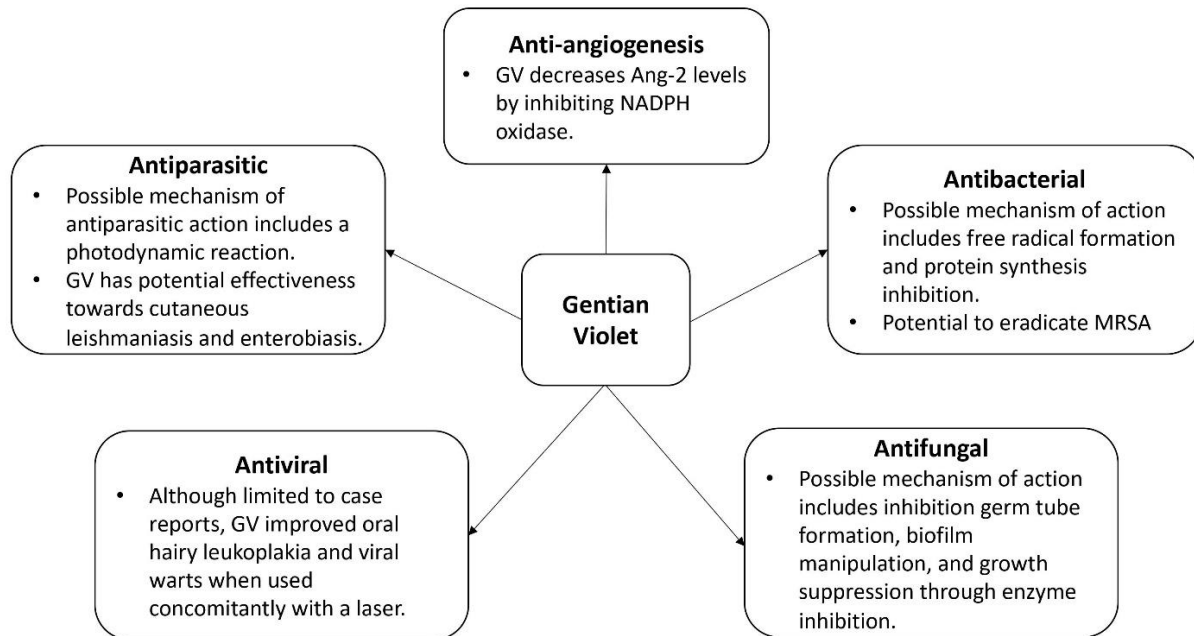 Anti-angiogenesis
• GV decreases Ang-2 levels
by inhibiting NADPH
oxidase.
Antiparasitic
• Possible mechanism of
antiparasitic action includes a
photodynamic reaction.
• GV has potential effectiveness
towards cutaneous
leishmaniasis and enterobiasis.
Antibacterial
• Possible mechanism of action
includes free radical formation
and protein synthesis
inhibition.
• Potential to eradicate MRSA
Gentian
Violet
Antiviral
• Although limited to case
reports, GV improved oral
hairy leukoplakia and viral
warts when used
concomitantly with a laser.
Antifungal
• Possible mechanism of action
includes inhibition germ tube
formation, biofilm
manipulation, and growth
suppression through enzyme
inhibition.